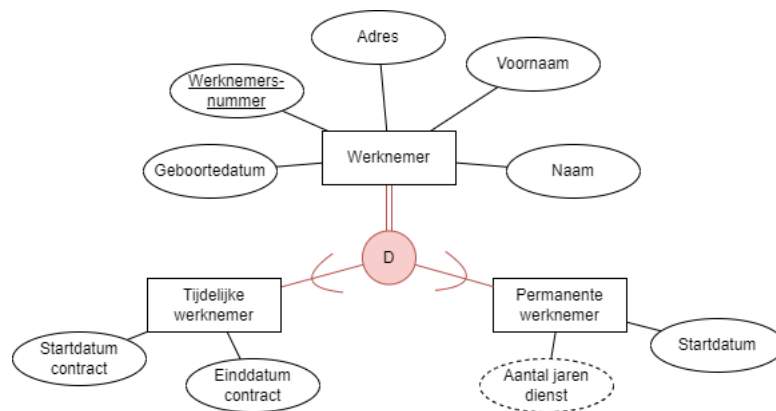 Adres
Voornaam
Werknemers-
nummer
Werknemer
Geboortedatum
Naam
D
Tijdelijke
werknemer
Permanente
werknemer
Startdatum
contract
Einddatum
contract
Aantal jaren
dienst
Startdatum